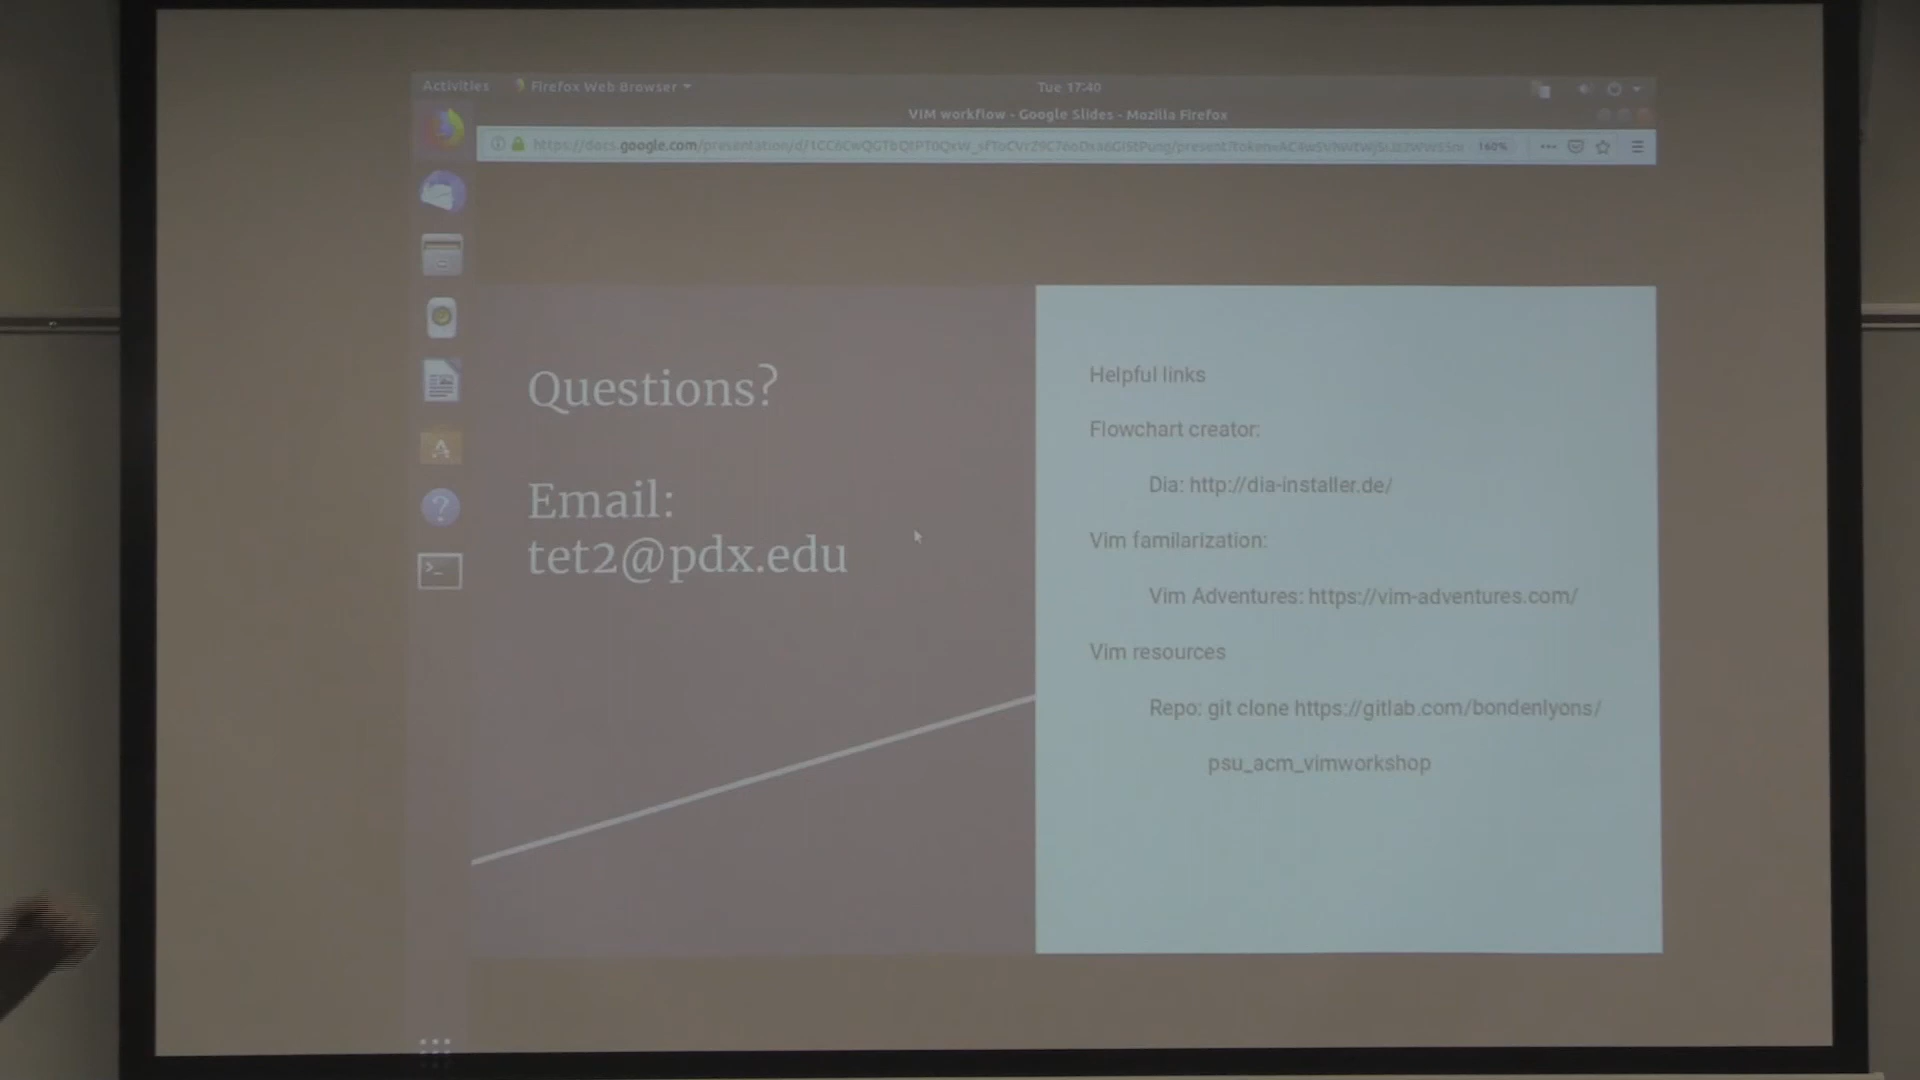 Activities
Firefox Web Browser
Tue 17:40
VIM workflow - Google Slides - Mozilla Firefox
160%
Questions?
Email:
tet2@pdx.edu
Helpful links
Flowchart creator:
Dia: http://dia-installer.de/
Vim familarization:
Vim Adventures: https://vim-adventures.com/
Vim resources
Repo: git clone https://gitlab.com/bondenlyons/
psu_acm_vimworkshop